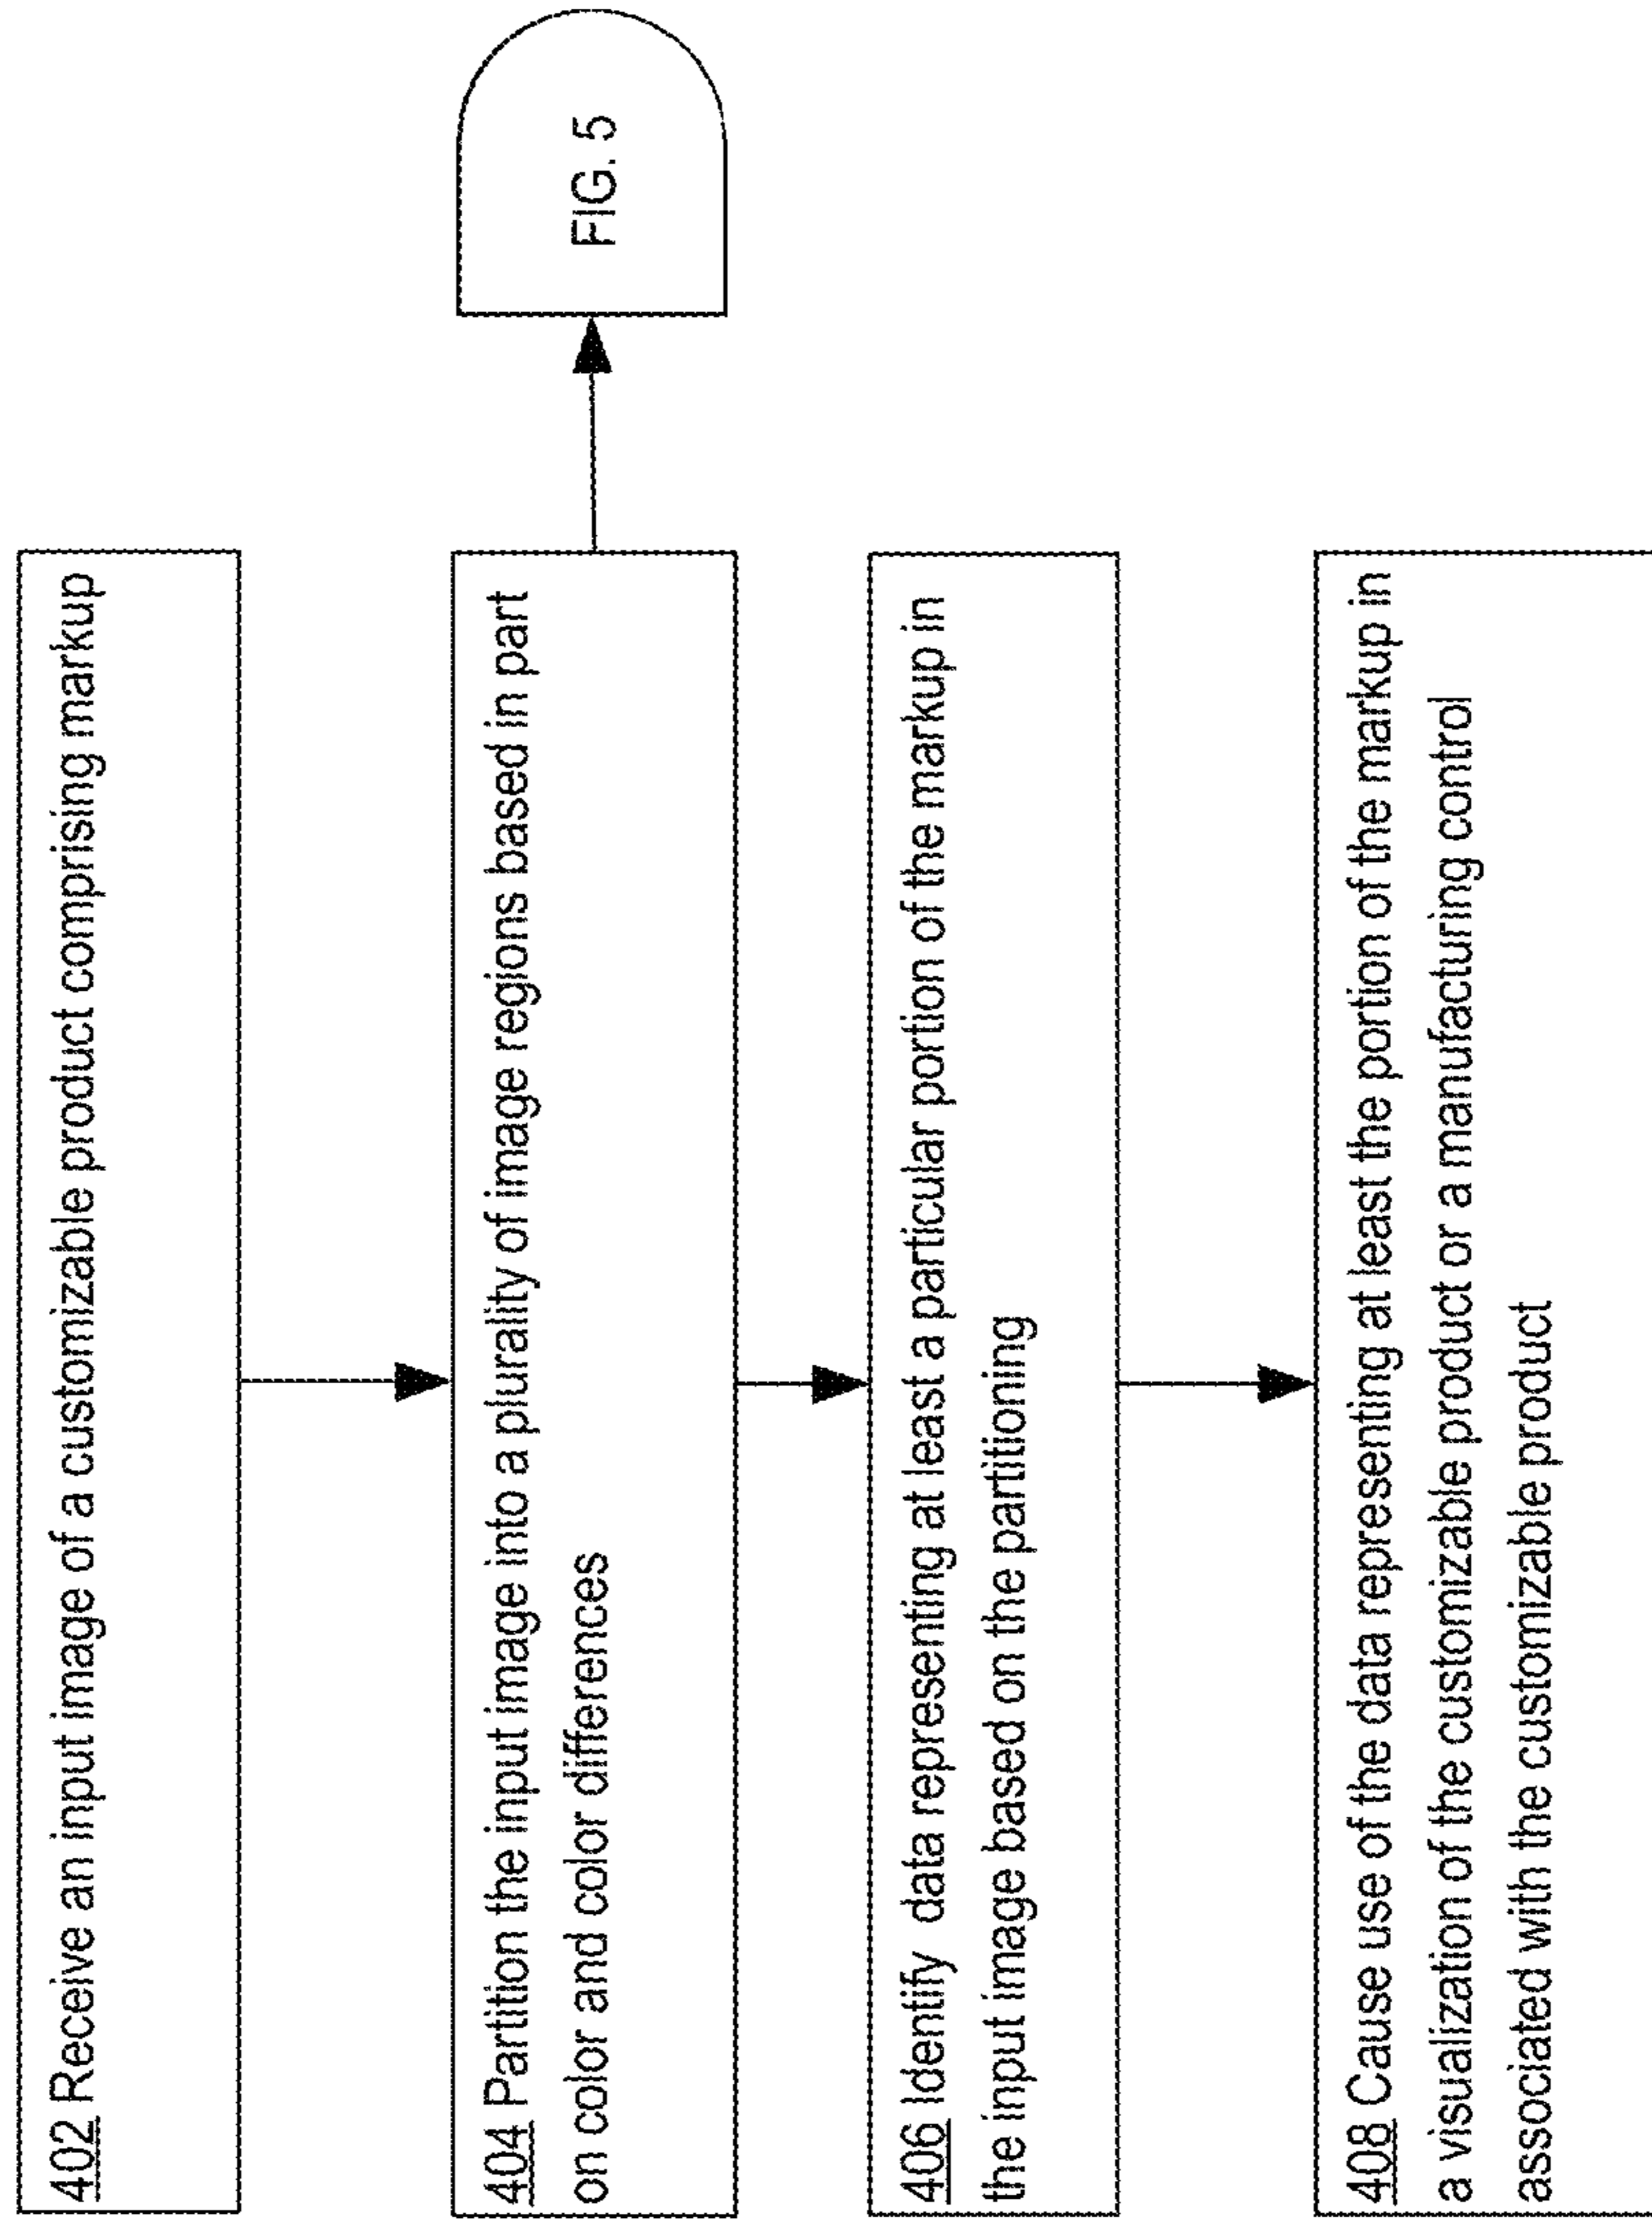 402 Receive an input image of a customizable product comprising markup
404 Partition the input image into a plurality of image regions based in part
on color and color differences
FIG. 5
406 Identify data representing at least a particular portion of the markup in
the input image based on the partitioning
408 Cause use of the data representing at least the portion of the markup in
a visualization of the customizable product or a manufacturing control
associated with the customizable product